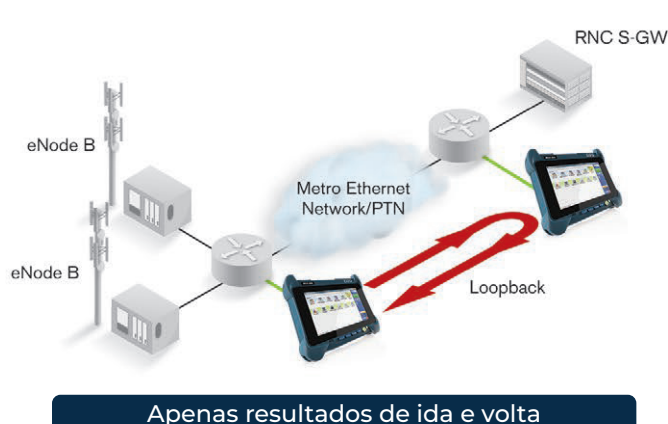 RNC S-GW
eNode B
Metro Ethernet
Network/PTN
eNode B
Loopback
Apenas resultados de ida e volta